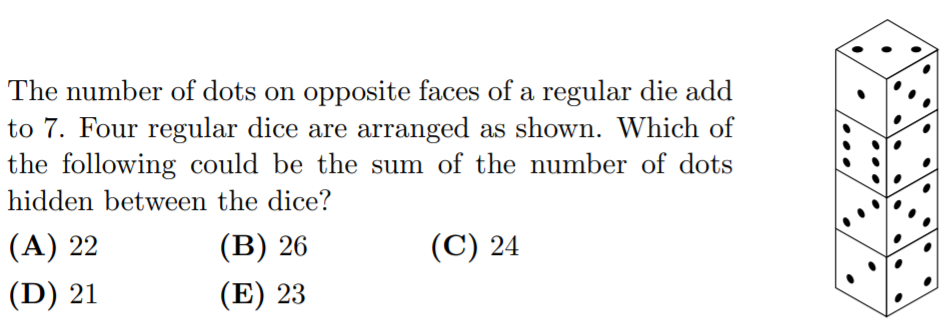 The number of dots on opposite faces of a regular die add
to 7. Four regular dice are arranged as shown. Which of
the following could be the sum of the number of dots
hidden between the dice?
(A) 22 (B) 26 (C) 24
(D) 21 (E) 23